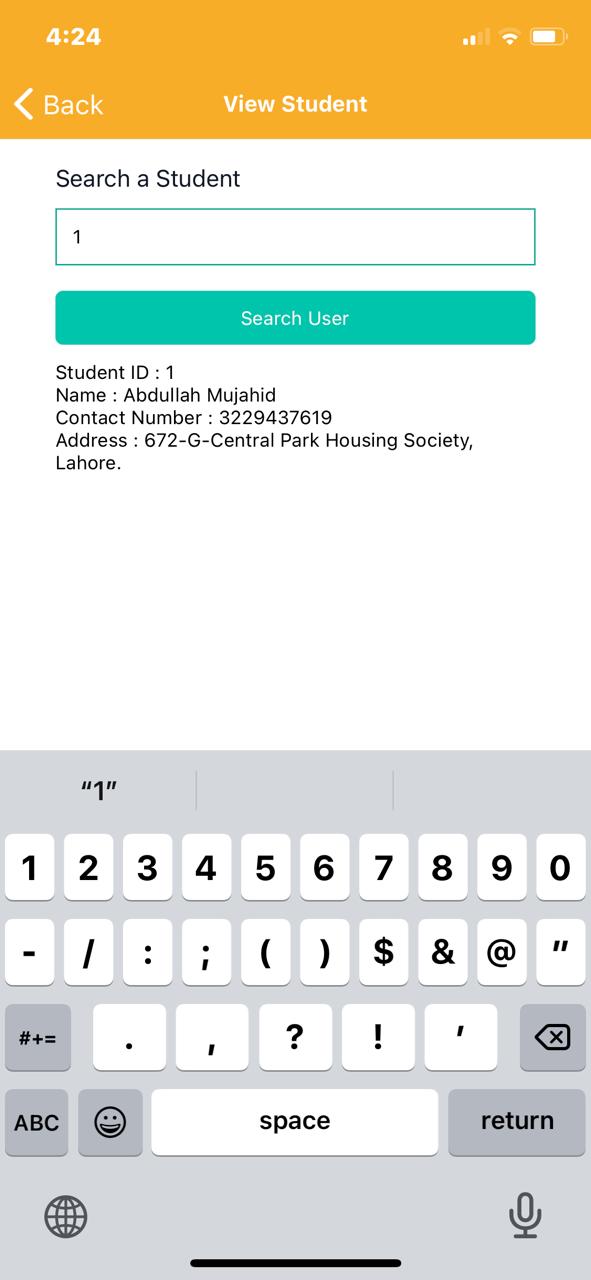 4:24
Back
View Student
Search a Student
1
Search User
Student ID : 1
Name : Abdullah Mujahid
Contact Number : 3229437619
Address : 672-G-Central Park Housing Society,
Lahore.
“1”
1 2 3 4 5 6 7 8 9 0
- / : ; ( ) $ & @ "
#+= . , ? ! ’
ABC space return